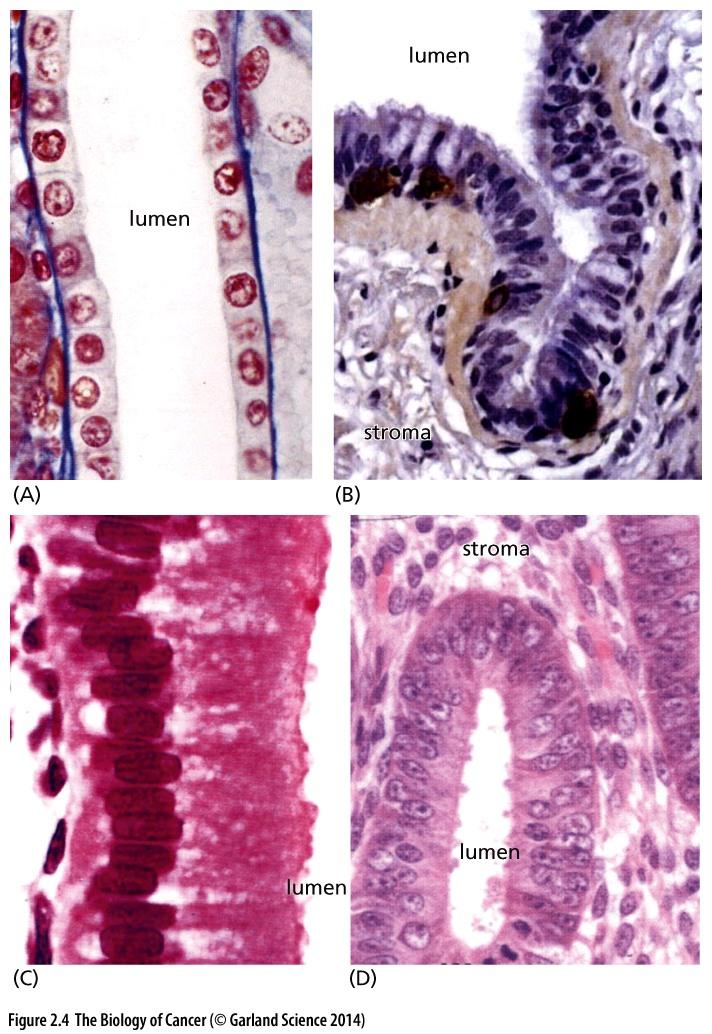 lumen
lumen
stroma
(A)
(B)
stroma
lumen
lumen
(C)
(D)
Figure 2.4 The Biology of Cancer (© Garland Science 2014)